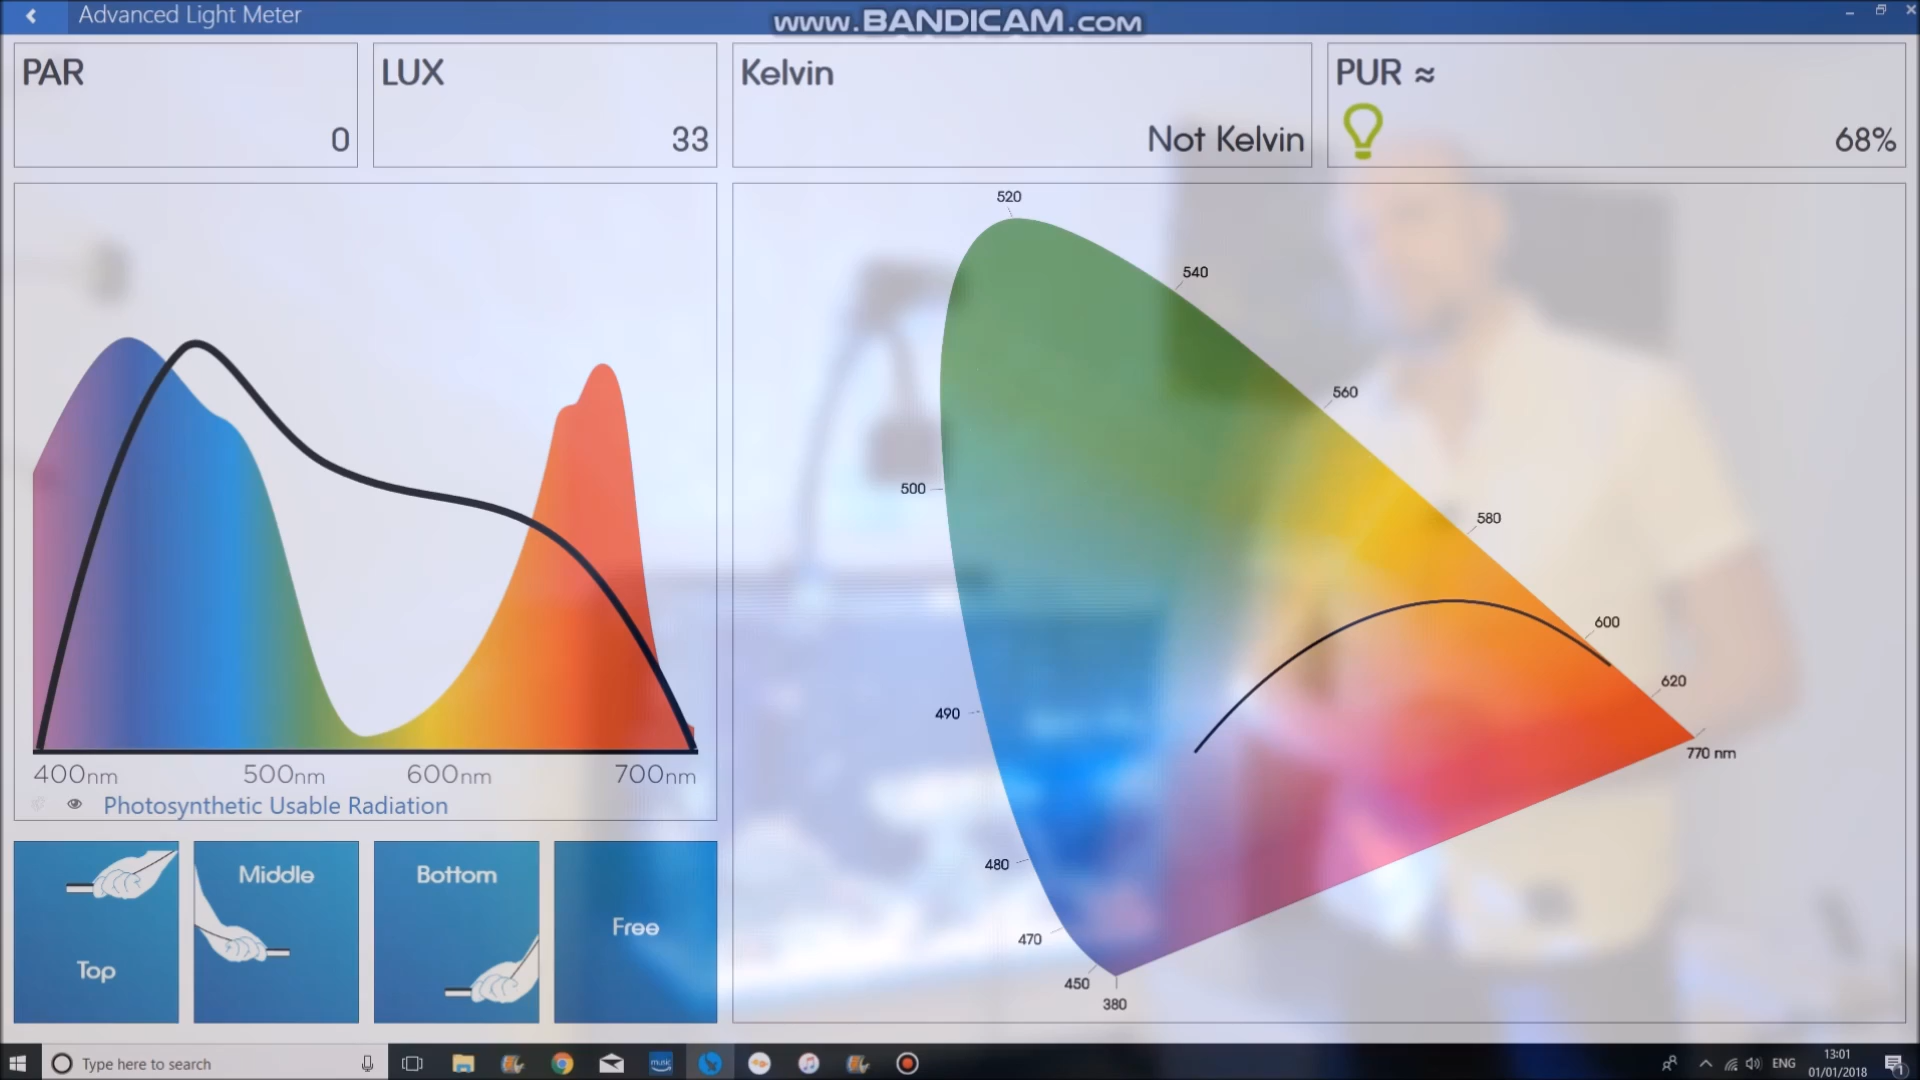 Advanced Light Meter
www.BANDICAM.com
PAR
0
LUX
33
Kelvin
Not Kelvin
PUR ≈
68%
400nm 500nm 600nm 700nm
Photosynthetic Usable Radiation
Top
Middle
Bottom
Free
520
540
560
500
580
600
620
490
770 nm
480
470
450
380
Type here to search
music
ENG
13:01
01/01/2018
1